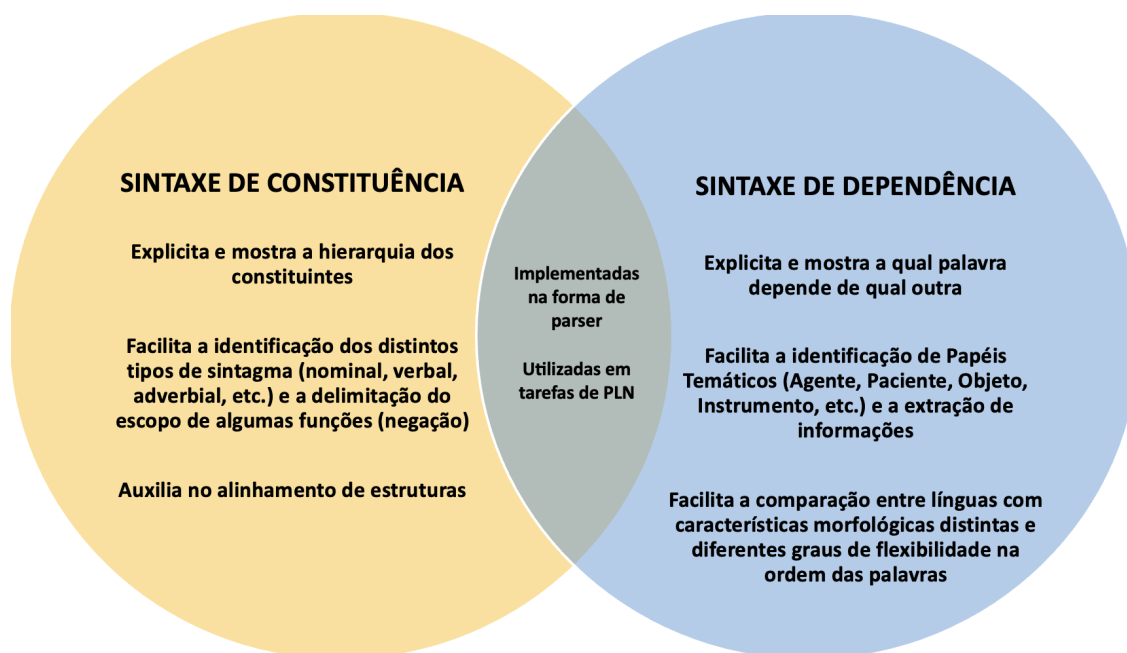 SINTAXE DE CONSTITUÊNCIA
Explicita e mostra a hierarquia dos
constituintes
Facilita a identificação dos distintos
tipos de sintagma (nominal, verbal,
adverbial, etc.) e a delimitação do
escopo de algumas funções (negação)
Auxilia no alinhamento de estruturas
Implementadas
na forma de
parser
Utilizadas em
tarefas de PLN
SINTAXE DE DEPENDÊNCIA
Explicita e mostra a qual palavra
depende de qual outra
Facilita a identificação de Papéis
Temáticos (Agente, Paciente, Objeto,
Instrumento, etc.) e a extração de
informações
Facilita a comparação entre línguas com
características morfológicas distintas e
diferentes graus de flexibilidade na
ordem das palavras